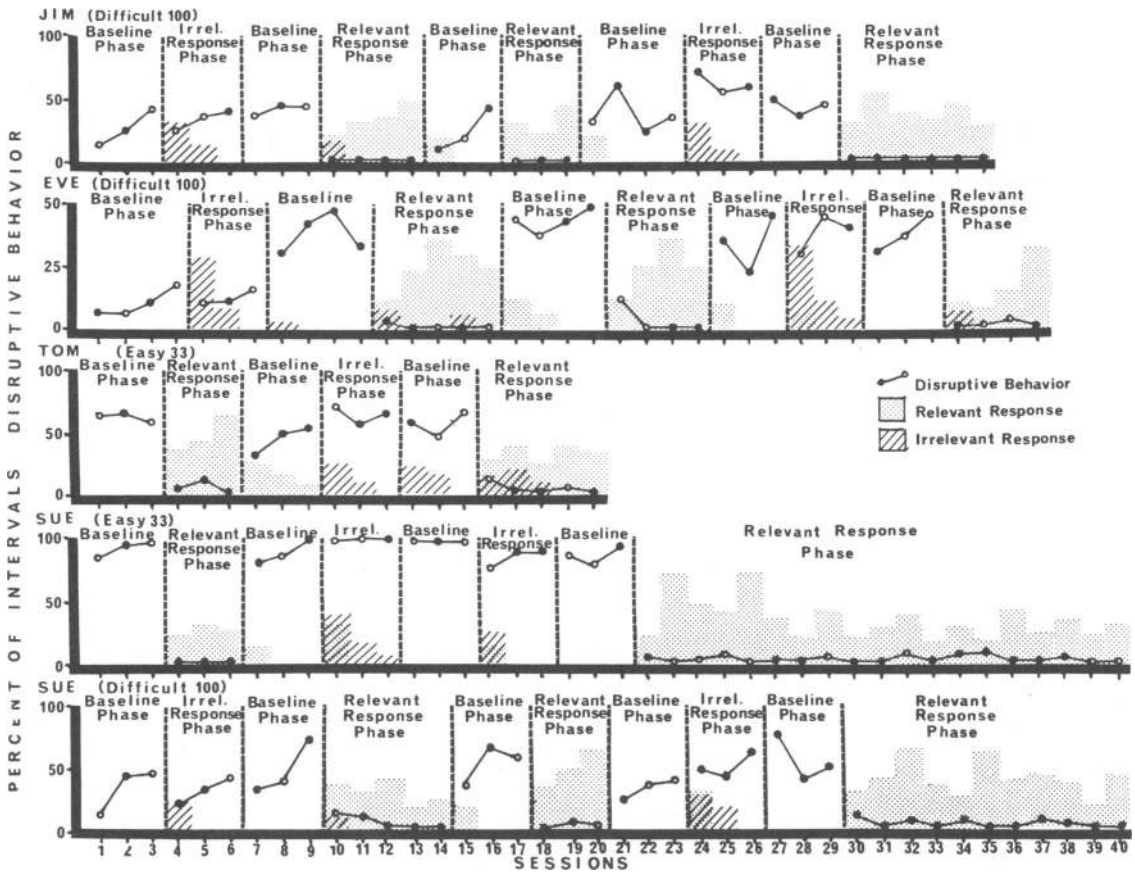 JIM (Difficult 100)
Baseline Phase
Irrel. Response Phase
Baseline Phase
Relevant Response Phase
Baseline Phase
Relevant Response Phase
Baseline Phase
Irrel. Response Phase
Baseline Phase
Relevant Response Phase
100
50
0
EVE (Difficult 100)
Baseline Phase
Irrel. Response Phase
Baseline
Relevant Response Phase
Baseline Phase
Relevant Response Phase
Baseline Phase
Irrel. Response
Baseline Phase
Relevant Response Phase
50
25
0
TOM (Easy 33)
Baseline Phase
Relevant Response Phase
Baseline Phase
Irrel. Response Phase
Baseline Phase
Relevant Response Phase
100
50
0
Disruptive Behavior
Relevant Response
Irrelevant Response
SUE (Easy 33)
Baseline
Relevant Response Phase
Baseline Phase
Irrel.
Baseline
Irrel. Response
Baseline
Relevant Response Phase
100
50
0
SUE (Difficult 100)
Baseline Phase
Irrel. Response Phase
Baseline Phase
Relevant Response Phase
Baseline Phase
Relevant Response Phase
Baseline Phase
Irrel. Response Phase
Baseline Phase
Relevant Response Phase
100
50
0
1 2 3 4 5 6 7 8 9 10 11 12 13 14 15 16 17 18 19 20 21 22 23 24 25 26 27 28 29 30 31 32 33 34 35 36 37 38 39 40
SESSIONS
PERCENT OF INTERVALS DISRUPTIVE BEHAVIOR